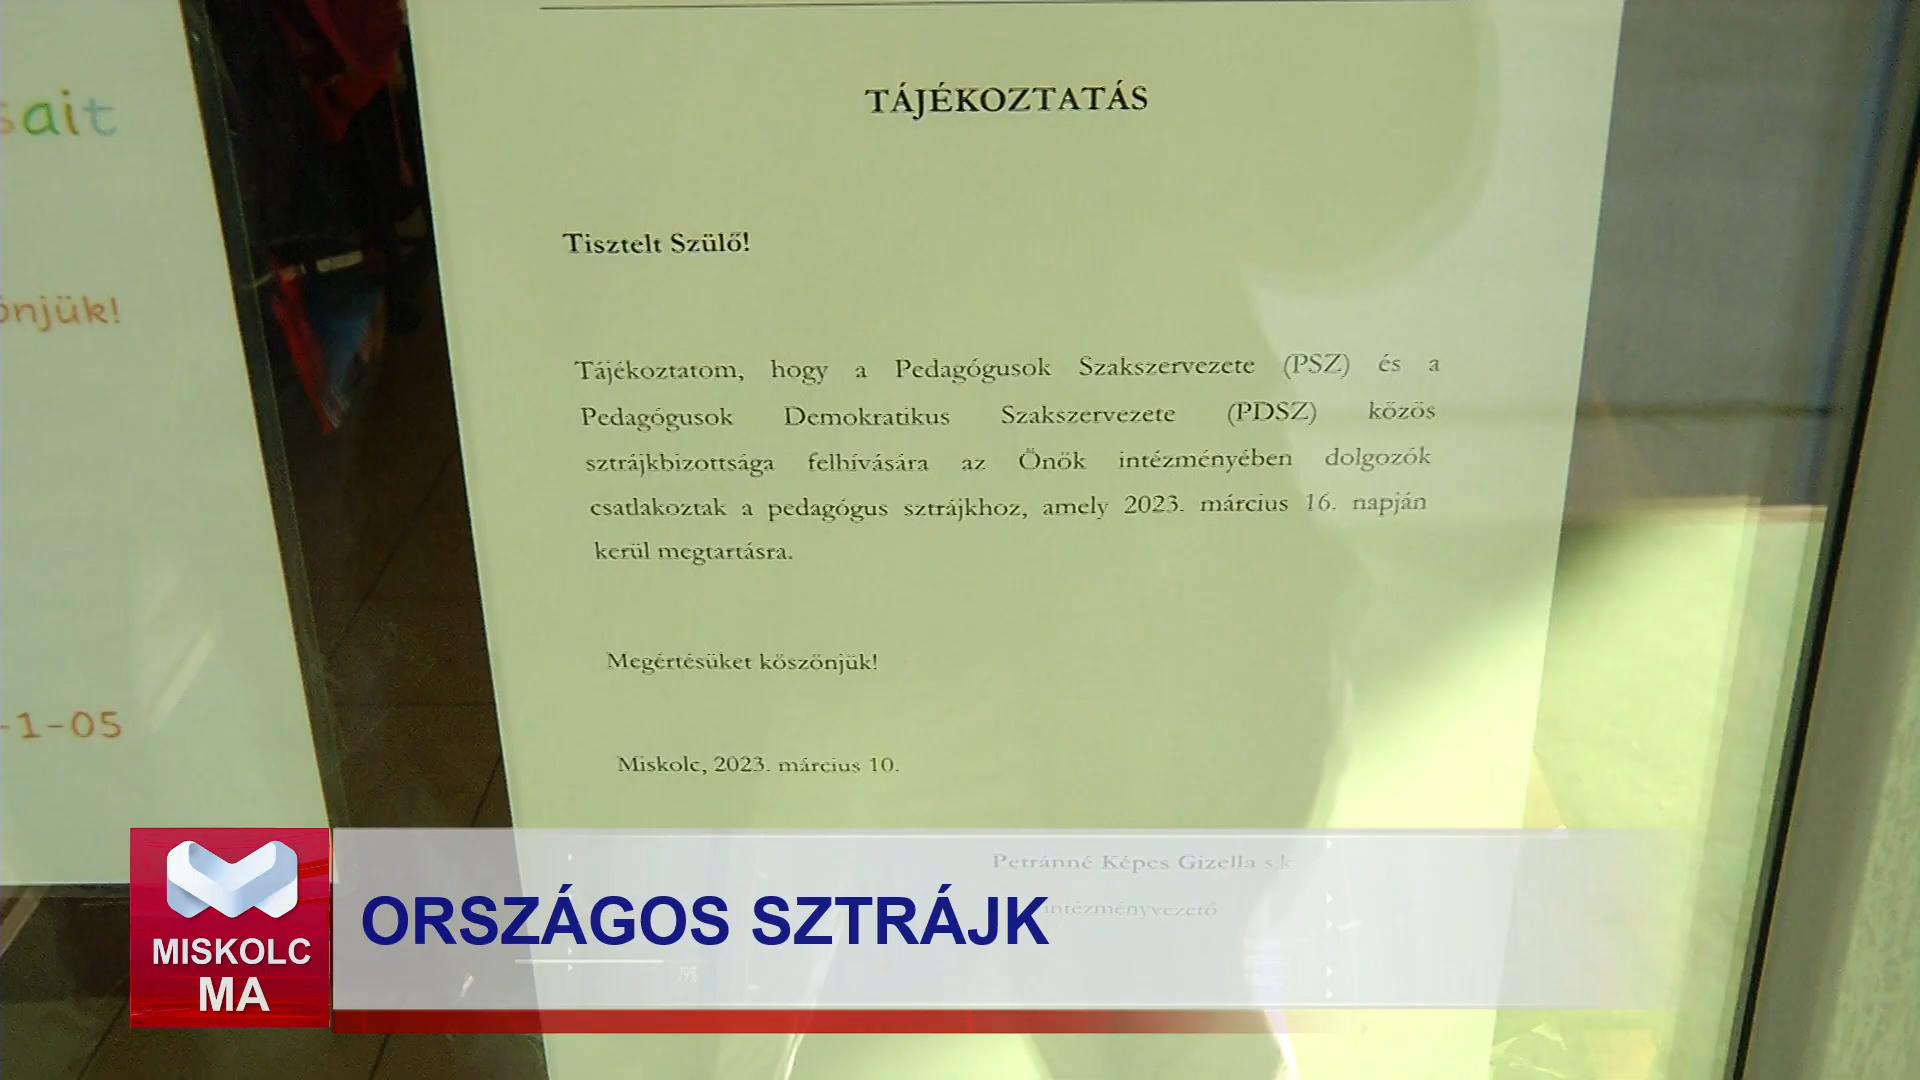 sait
önjük!
-1-05
TÁJÉKOZTATÁS
Tisztelt Szülő!
Tájékoztatom, hogy a Pedagógusok Szakszervezete (PSZ) és a
Pedagógusok Demokratikus Szakszervezete (PDSZ) közös
sztrájkbizottsága felhívására az Önök intézményében dolgozók
csatlakoztak a pedagógus sztrájkhoz, amely 2023. március 16. napján
kerül megtartásra.
Megértésüket köszönjük!
Miskolc, 2023. március 10.
Petránné Képes Gizella s.k.
intézményvezető
ORSZÁGOS SZTRÁJK
MISKOLC
MA